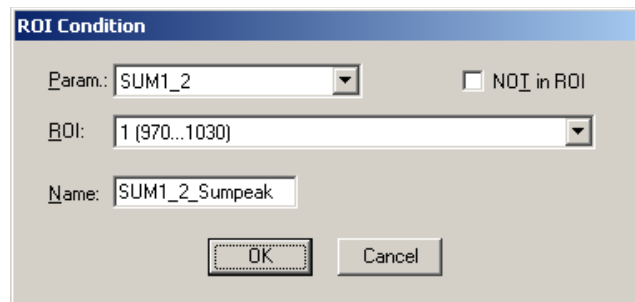 ROI Condition
Param.: SUM1_2 NOT in ROI
ROI: 1 (970...1030)
Name: SUM1_2_Sumpeak
OK Cancel